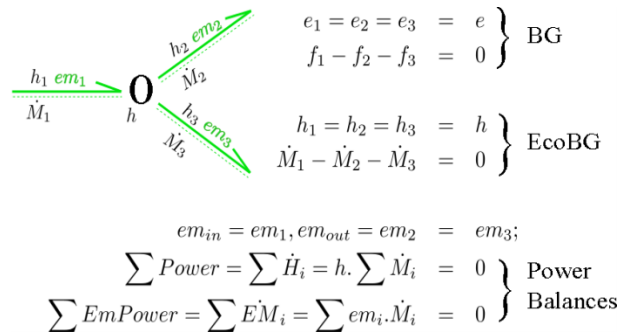 e₁ = e₂ = e₃ = e
f₁ − f₂ − f₃ = 0
} BG
h₂ em₂
Ṁ₂
h₁ em₁
Ṁ₁
0
h
h₃ em₃
Ṁ₃
h₁ = h₂ = h₃ = h
Ṁ₁ − Ṁ₂ − Ṁ₃ = 0
} EcoBG
em_in = em₁, em_out = em₂ = em₃;
∑ Power = ∑ Ḣᵢ = h. ∑ Ṁᵢ = 0
∑ EmPower = ∑ EṀᵢ = ∑ emᵢ.Ṁᵢ = 0
} Power
Balances